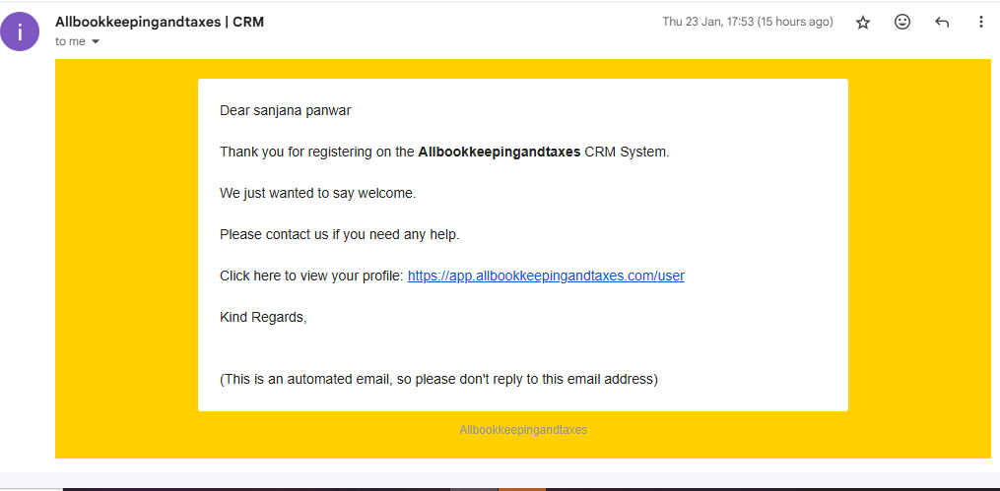 i
Allbookkeepingandtaxes | CRM
Thu 23 Jan, 17:53 (15 hours ago)
to me
Dear sanjana panwar
Thank you for registering on the Allbookkeepingandtaxes CRM System.
We just wanted to say welcome.
Please contact us if you need any help.
Click here to view your profile: https://app.allbookkeepingandtaxes.com/user
Kind Regards,
(This is an automated email, so please don't reply to this email address)
Allbookkeepingandtaxes